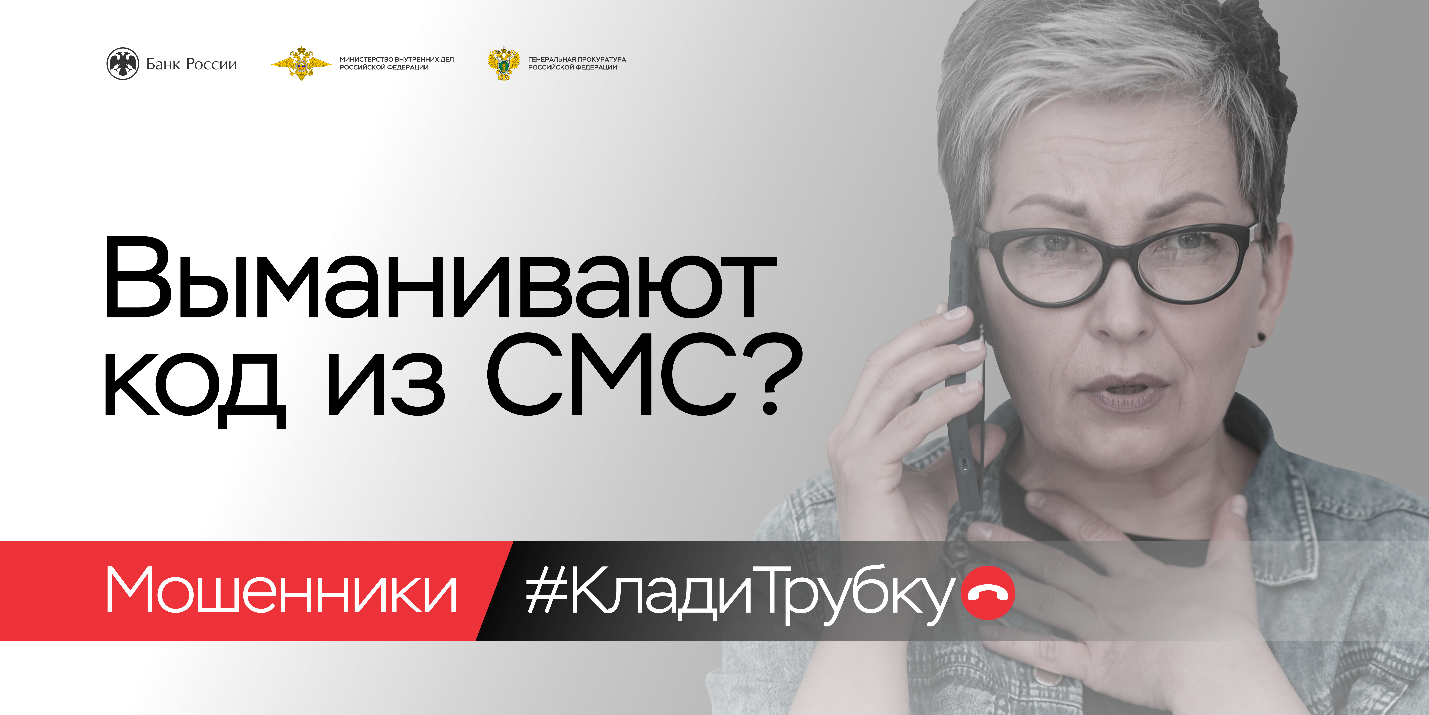 Банк России
МИНИСТЕРСТВО ВНУТРЕННИХ ДЕЛ
РОССИЙСКОЙ ФЕДЕРАЦИИ
ГЕНЕРАЛЬНАЯ ПРОКУРАТУРА
РОССИЙСКОЙ ФЕДЕРАЦИИ
Выманивают
код из СМС?
Мошенники #КладиТрубку